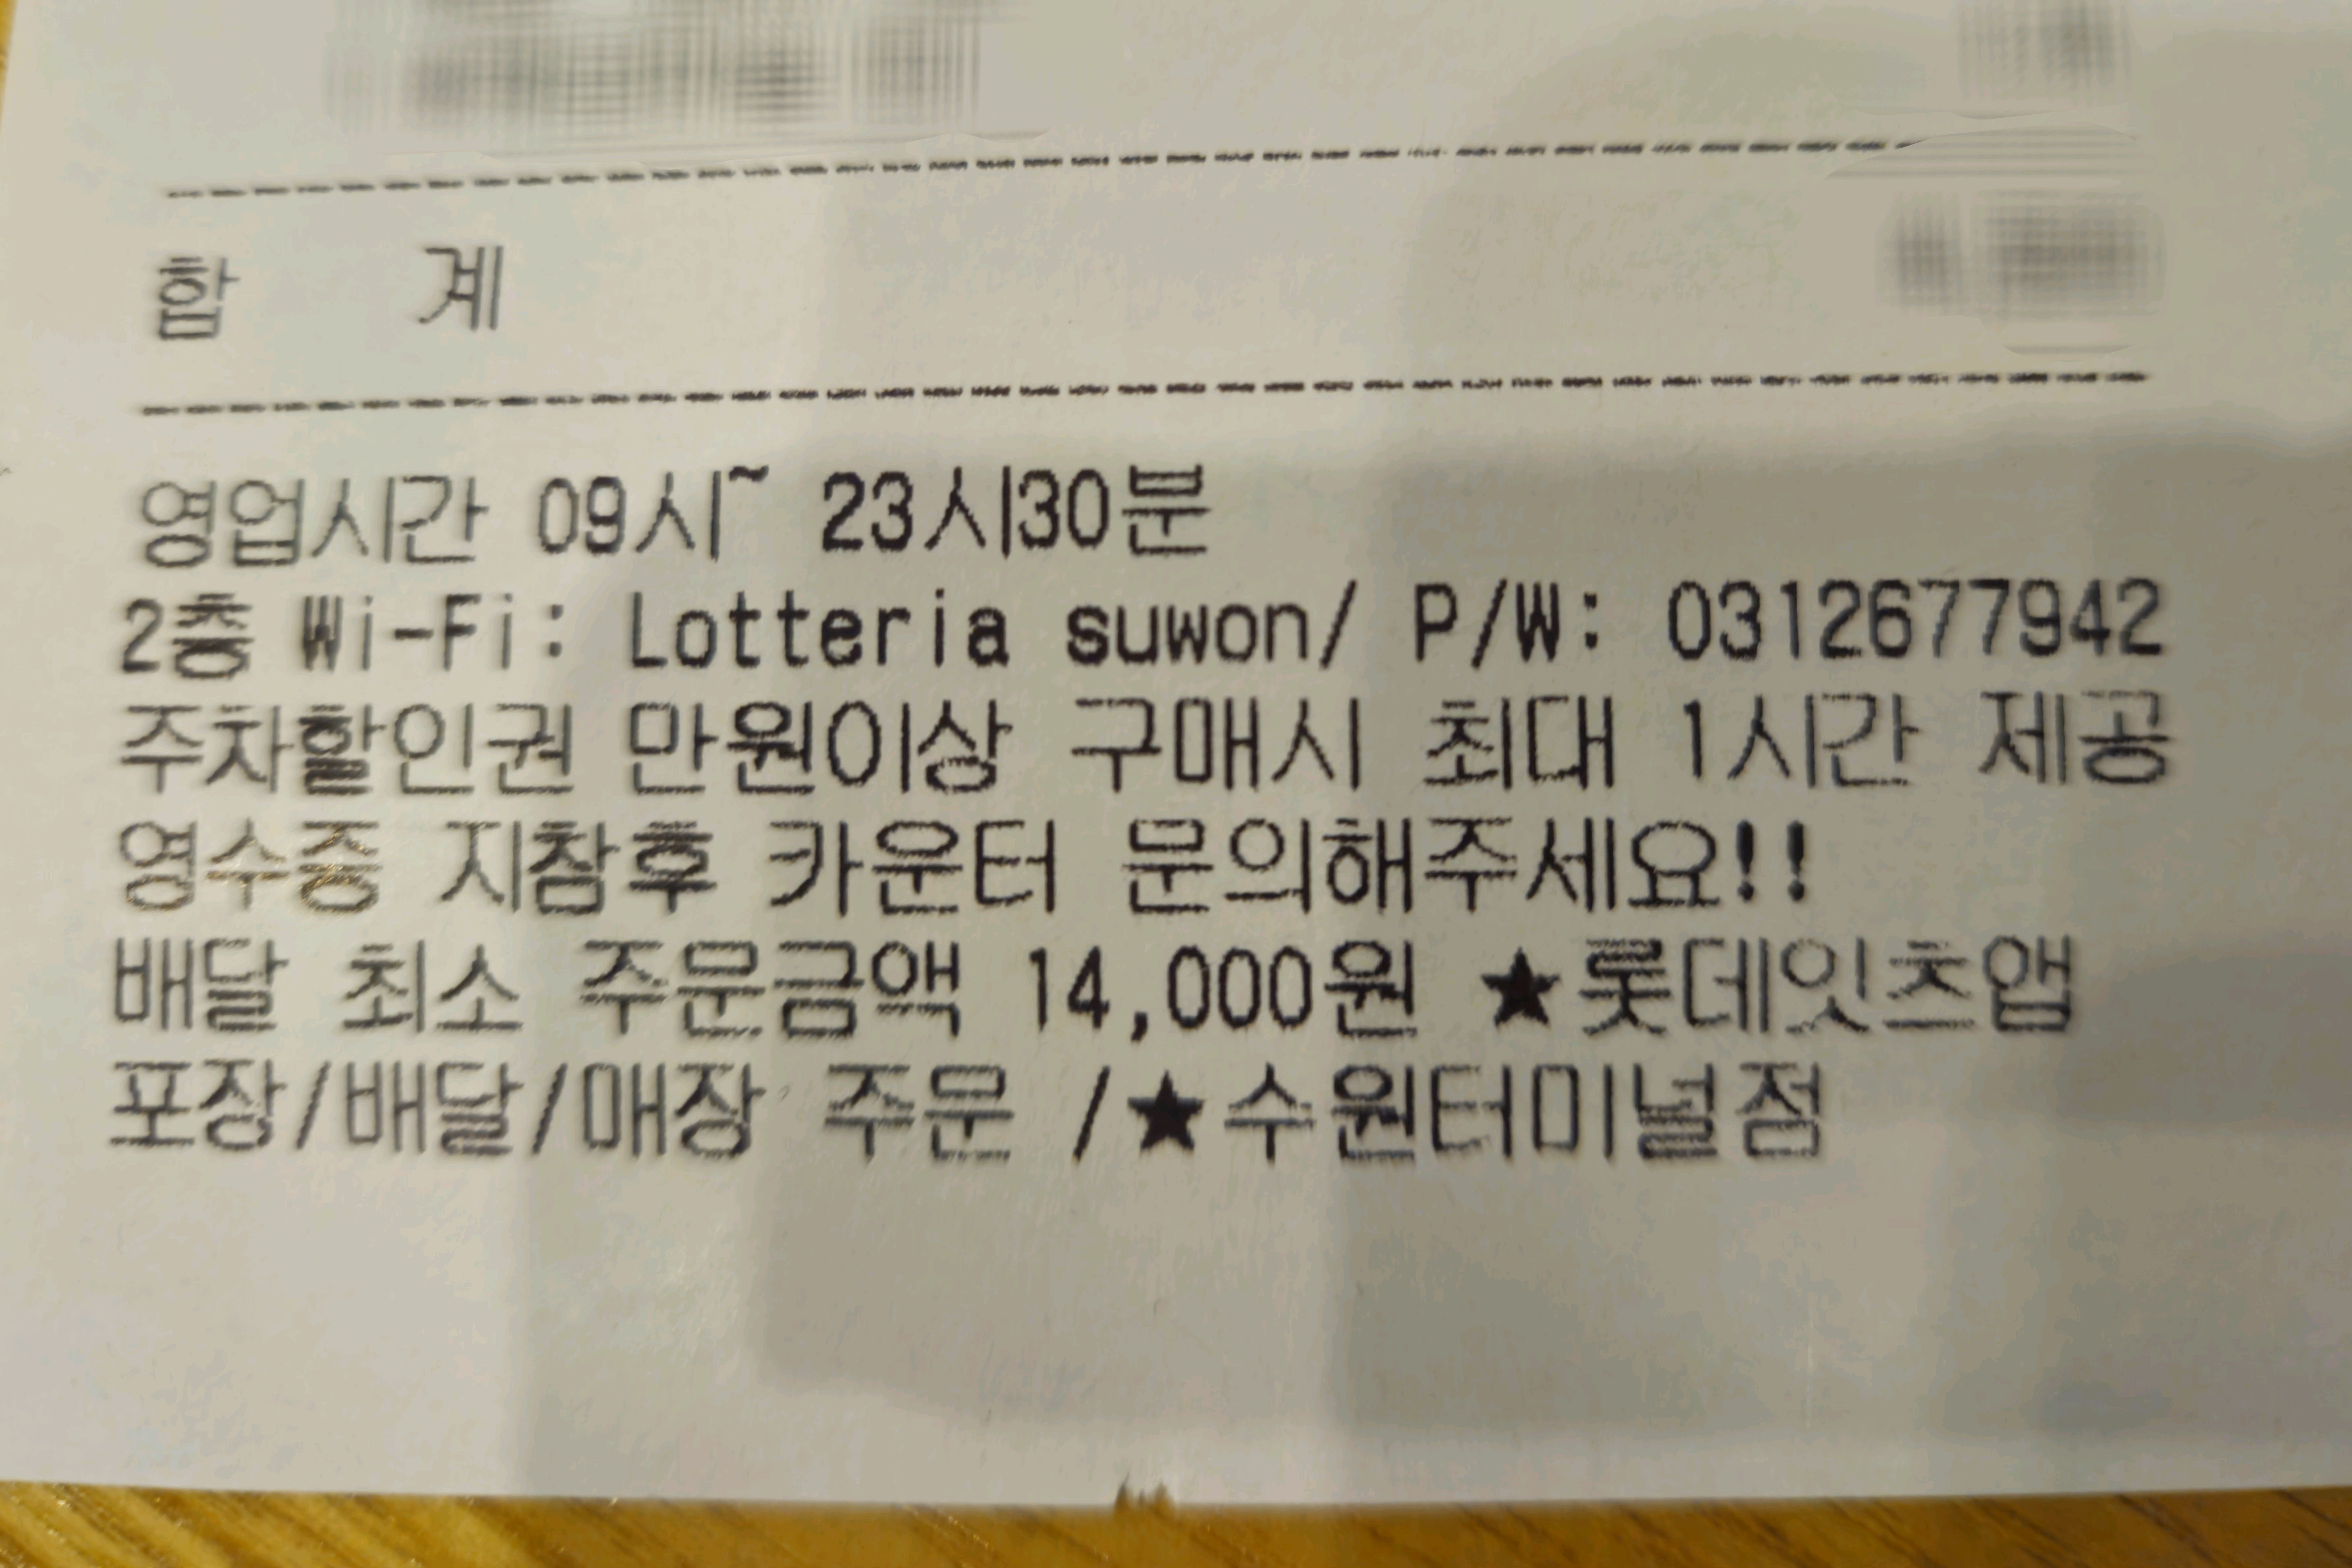 합 계
영업시간 09시~ 23시30분
2층 Wi-Fi: Lotteria suwon/ P/W: 0312677942
주차할인권 만원이상 구매시 최대 1시간 제공
영수증 지참후 카운터 문의해주세요!!
배달 최소 주문금액 14,000원 ★롯데잇츠앱
포장/배달/매장 주문 /★수원터미널점